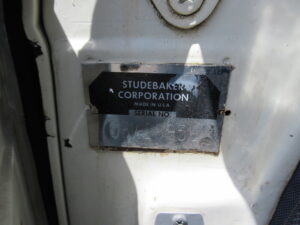 STUDEBAKER
CORPORATION
MADE IN U.S.A.
SERIAL NO.